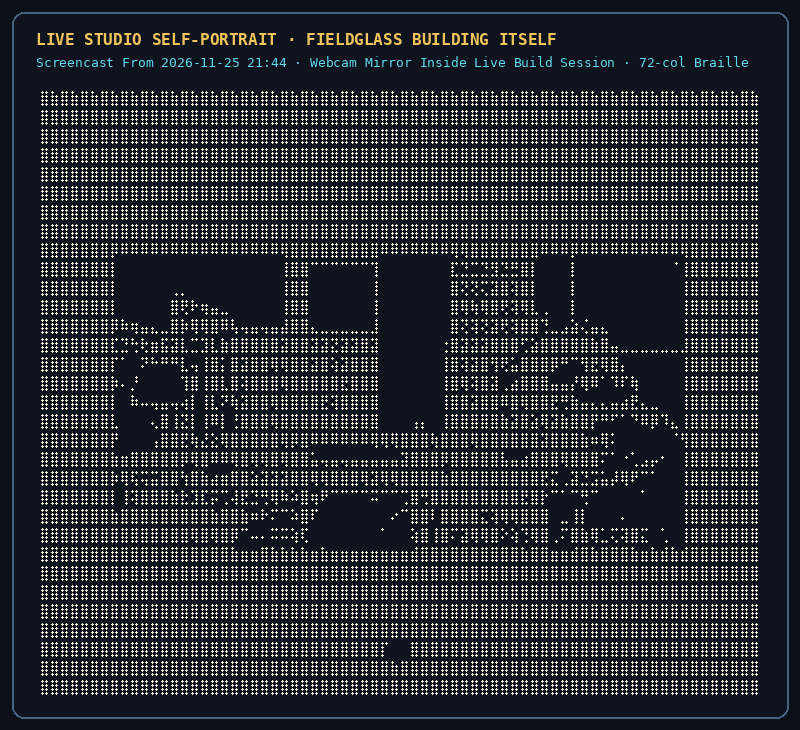 LIVE STUDIO SELF-PORTRAIT · FIELDGLASS BUILDING ITSELF
Screencast From 2026-11-25 21:44 · Webcam Mirror Inside Live Build Session · 72-col Braille